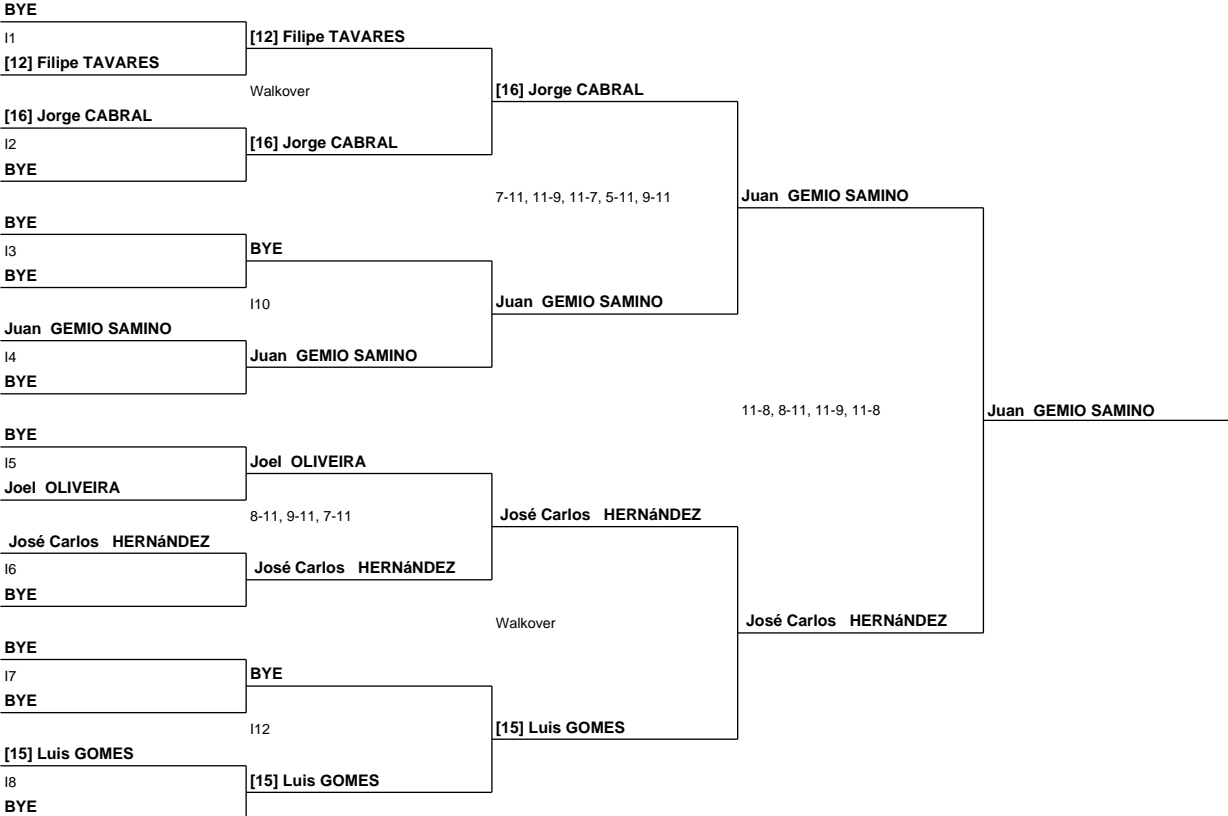 BYE
I1
[12] Filipe TAVARES
[12] Filipe TAVARES
Walkover
[16] Jorge CABRAL
[16] Jorge CABRAL
I2
[16] Jorge CABRAL
BYE
7-11, 11-9, 11-7, 5-11, 9-11
Juan GEMIO SAMINO
BYE
I3
BYE
BYE
I10
Juan GEMIO SAMINO
Juan GEMIO SAMINO
I4
Juan GEMIO SAMINO
BYE
11-8, 8-11, 11-9, 11-8
Juan GEMIO SAMINO
BYE
I5
Joel OLIVEIRA
Joel OLIVEIRA
8-11, 9-11, 7-11
José Carlos HERNáNDEZ
José Carlos HERNáNDEZ
I6
José Carlos HERNáNDEZ
BYE
Walkover
José Carlos HERNáNDEZ
BYE
I7
BYE
BYE
I12
[15] Luis GOMES
[15] Luis GOMES
I8
[15] Luis GOMES
BYE